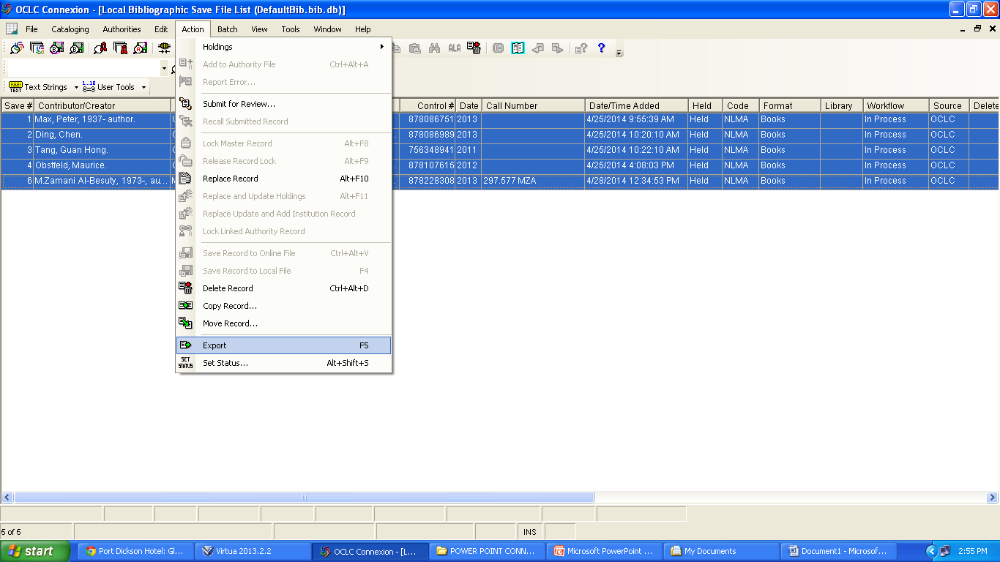 OCLC Connexion - [Local Bibliographic Save File List (DefaultBib.bib.db)]
File Cataloging Authorities Edit Action Batch View Tools Window Help
Text Strings User Tools
Holdings
Add to Authority File Ctrl+Alt+A
Report Error...
Submit for Review...
Recall Submitted Record
Lock Master Record Alt+F8
Release Record Lock Alt+F9
Replace Record Alt+F10
Replace and Update Holdings Alt+F11
Replace Update and Add Institution Record
Lock Linked Authority Record
Save Record to Online File Ctrl+Alt+V
Save Record to Local File F4
Delete Record Ctrl+Alt+D
Copy Record...
Move Record...
Export F5
SET STATUS Set Status... Alt+Shift+S
Save # Contributor/Creator # Control # Date Call Number Date/Time Added Held Code Format Library Workflow Source Delete
1 Max, Peter, 1937- author. 878086751 2013 4/25/2014 9:55:39 AM Held NLMA Books In Process OCLC
2 Ding, Chen. 878086989 2013 4/25/2014 10:20:10 AM Held NLMA Books In Process OCLC
3 Tang, Guan Hong. 756348941 2011 4/25/2014 10:22:10 AM Held NLMA Books In Process OCLC
4 Obstfeld, Maurice. 878107615 2012 4/25/2014 4:08:03 PM Held NLMA Books In Process OCLC
6 M.Zamani Al-Besuty, 1973-, au... 878228308 2013 297.577 MZA 4/28/2014 12:34:53 PM Held NLMA Books In Process OCLC
5 of 5 INS
start Port Dickson Hotel: Gl... Virtua 2013.2.2 OCLC Connexion - [L... POWER POINT CONN... Microsoft PowerPoint ... My Documents Document1 - Microsof... 2:55 PM